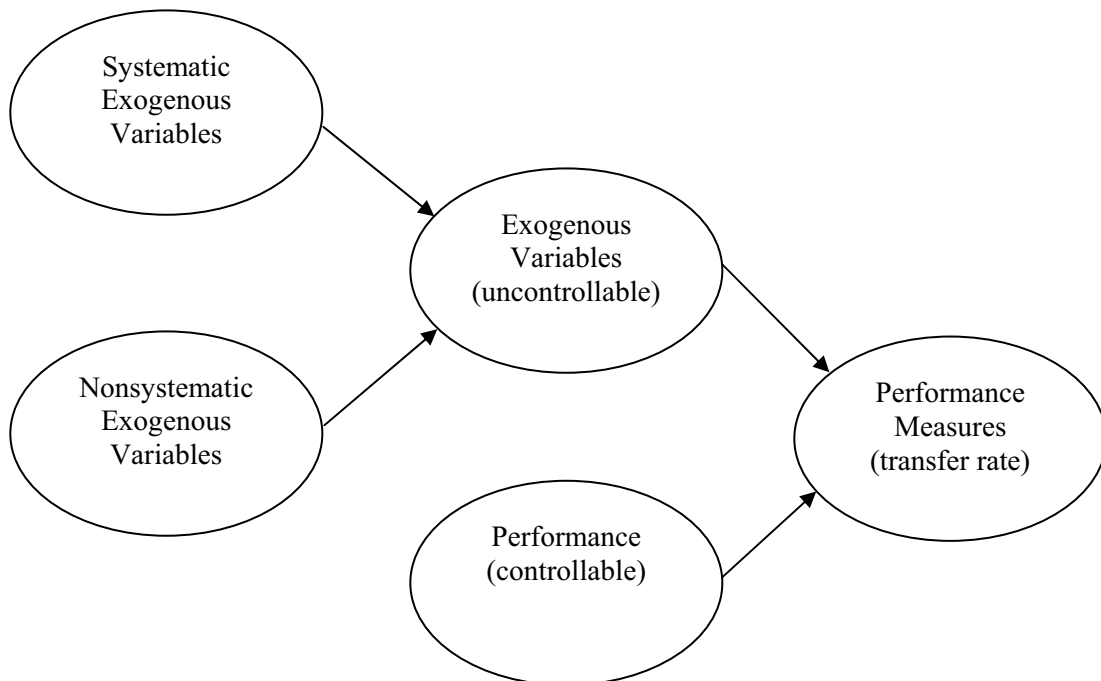 Systematic
Exogenous
Variables
Exogenous
Variables
(uncontrollable)
Nonsystematic
Exogenous
Variables
Performance
Measures
(transfer rate)
Performance
(controllable)